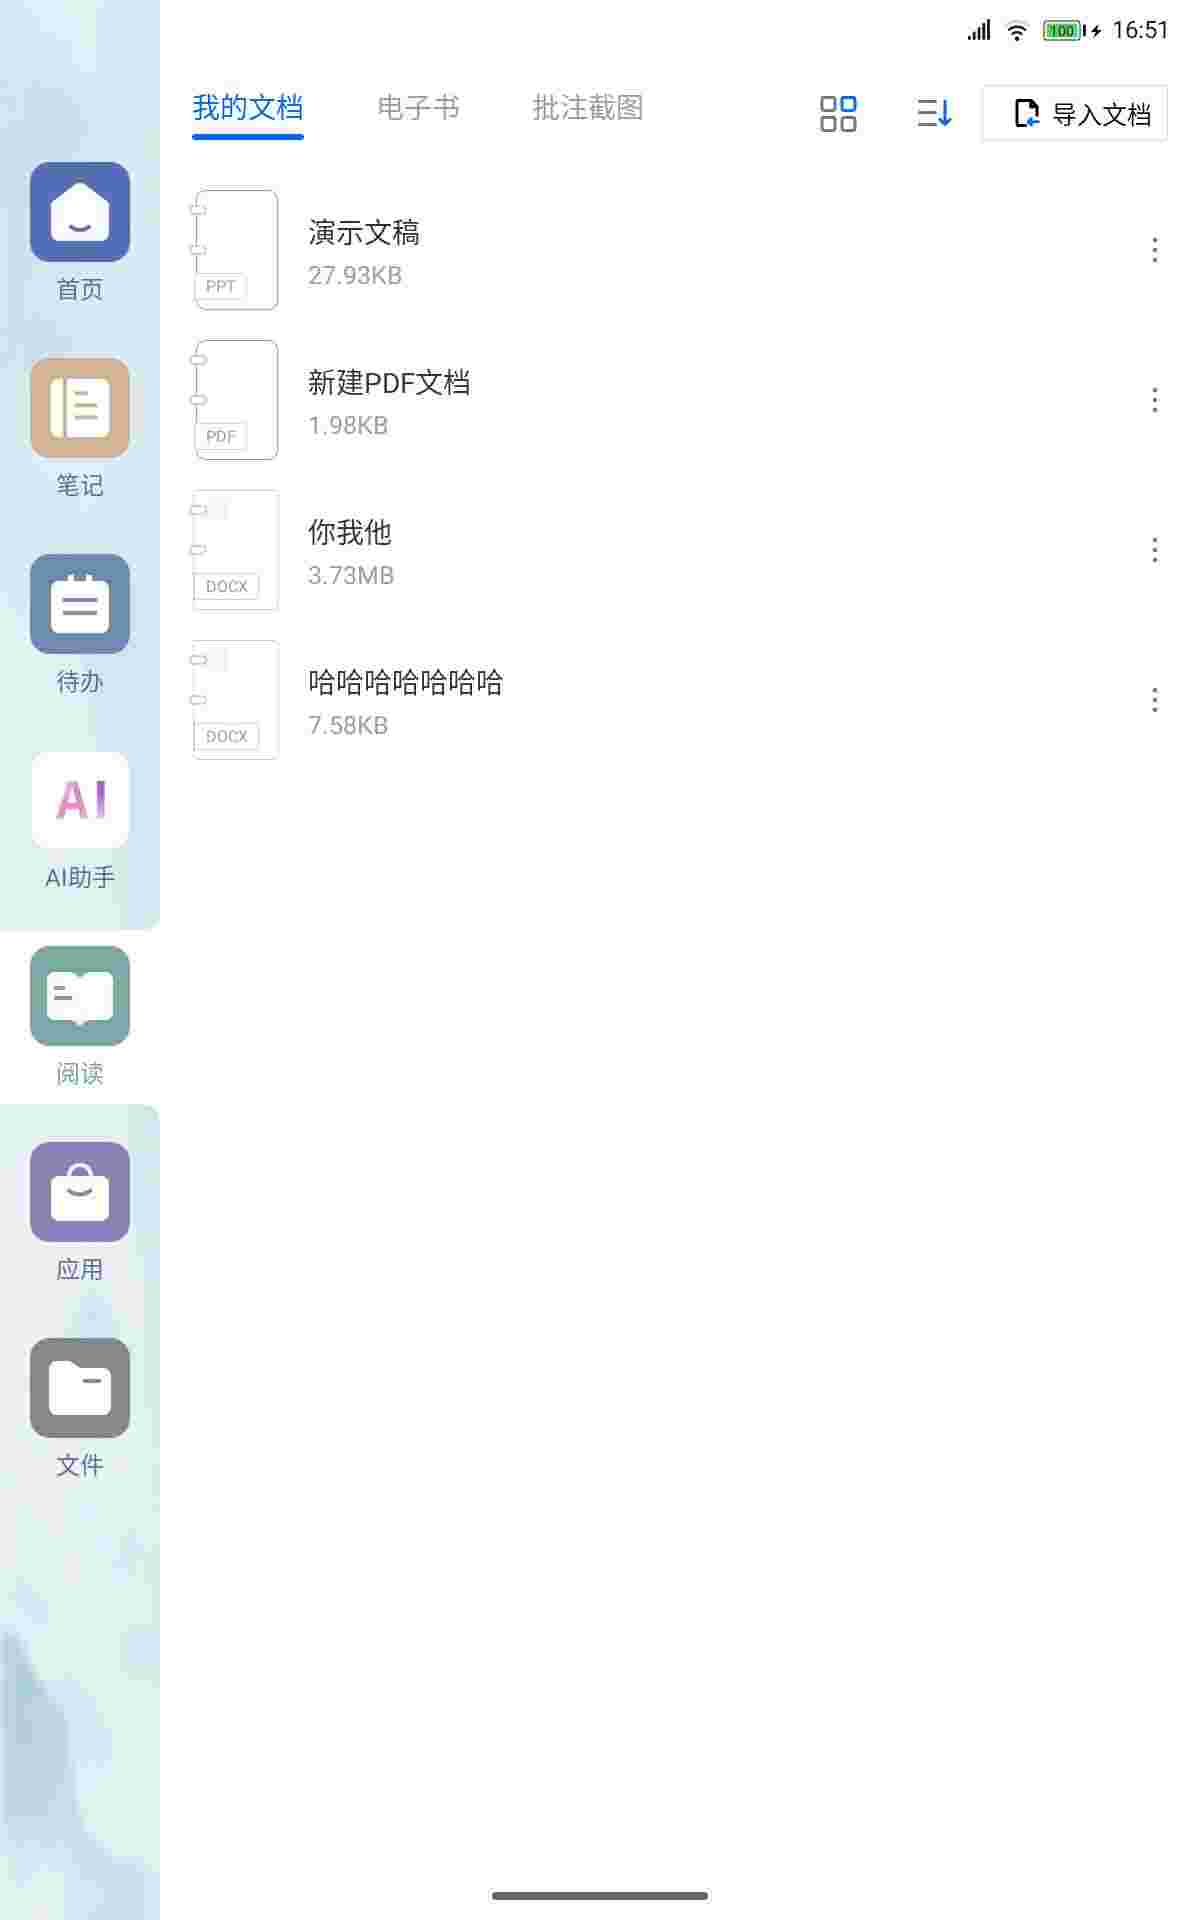 100 16:51
我的文档 电子书 批注截图 导入文档
首页
笔记
待办
AI
AI助手
阅读
应用
文件
演示文稿
27.93KB
PPT
新建PDF文档
1.98KB
PDF
你我他
3.73MB
DOCX
哈哈哈哈哈哈哈
7.58KB
DOCX